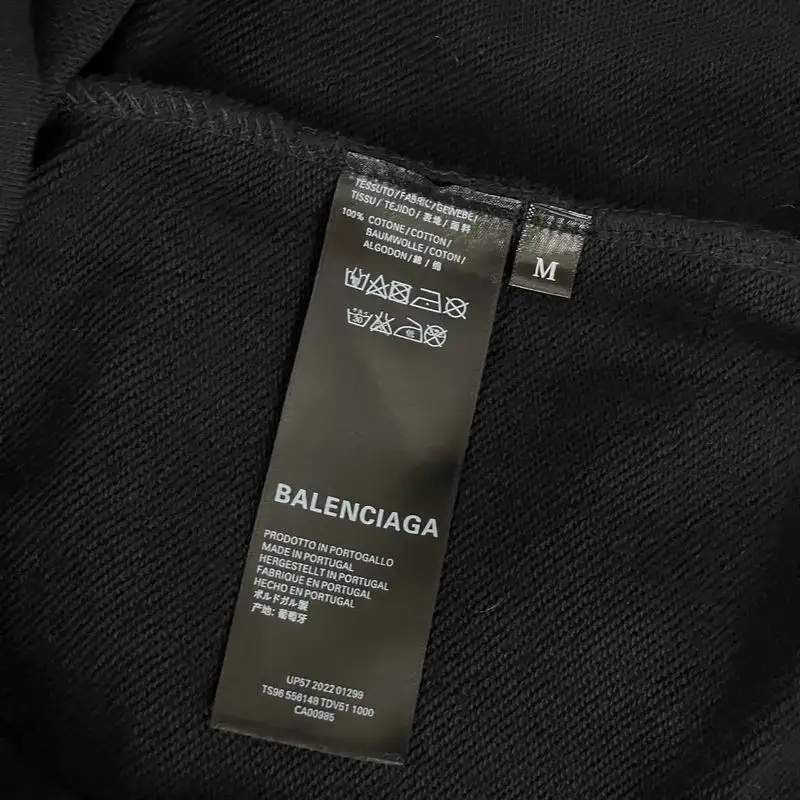 TESSUTO/FABRIC/GEWEBE/
TISSU/TEJIDO/表地/面料
100% COTONE/COTTON/
BAUMWOLLE/COTON/
ALGODON/綿/棉
30
低
M
BALENCIAGA
PRODOTTO IN PORTOGALLO
MADE IN PORTUGAL
HERGESTELLT IN PORTUGAL
FABRIQUE EN PORTUGAL
HECHO EN PORTUGAL
ポルトガル製
产地: 葡萄牙
UP57 2022 01299
TS96 556148 TDV51 1000
CA00985